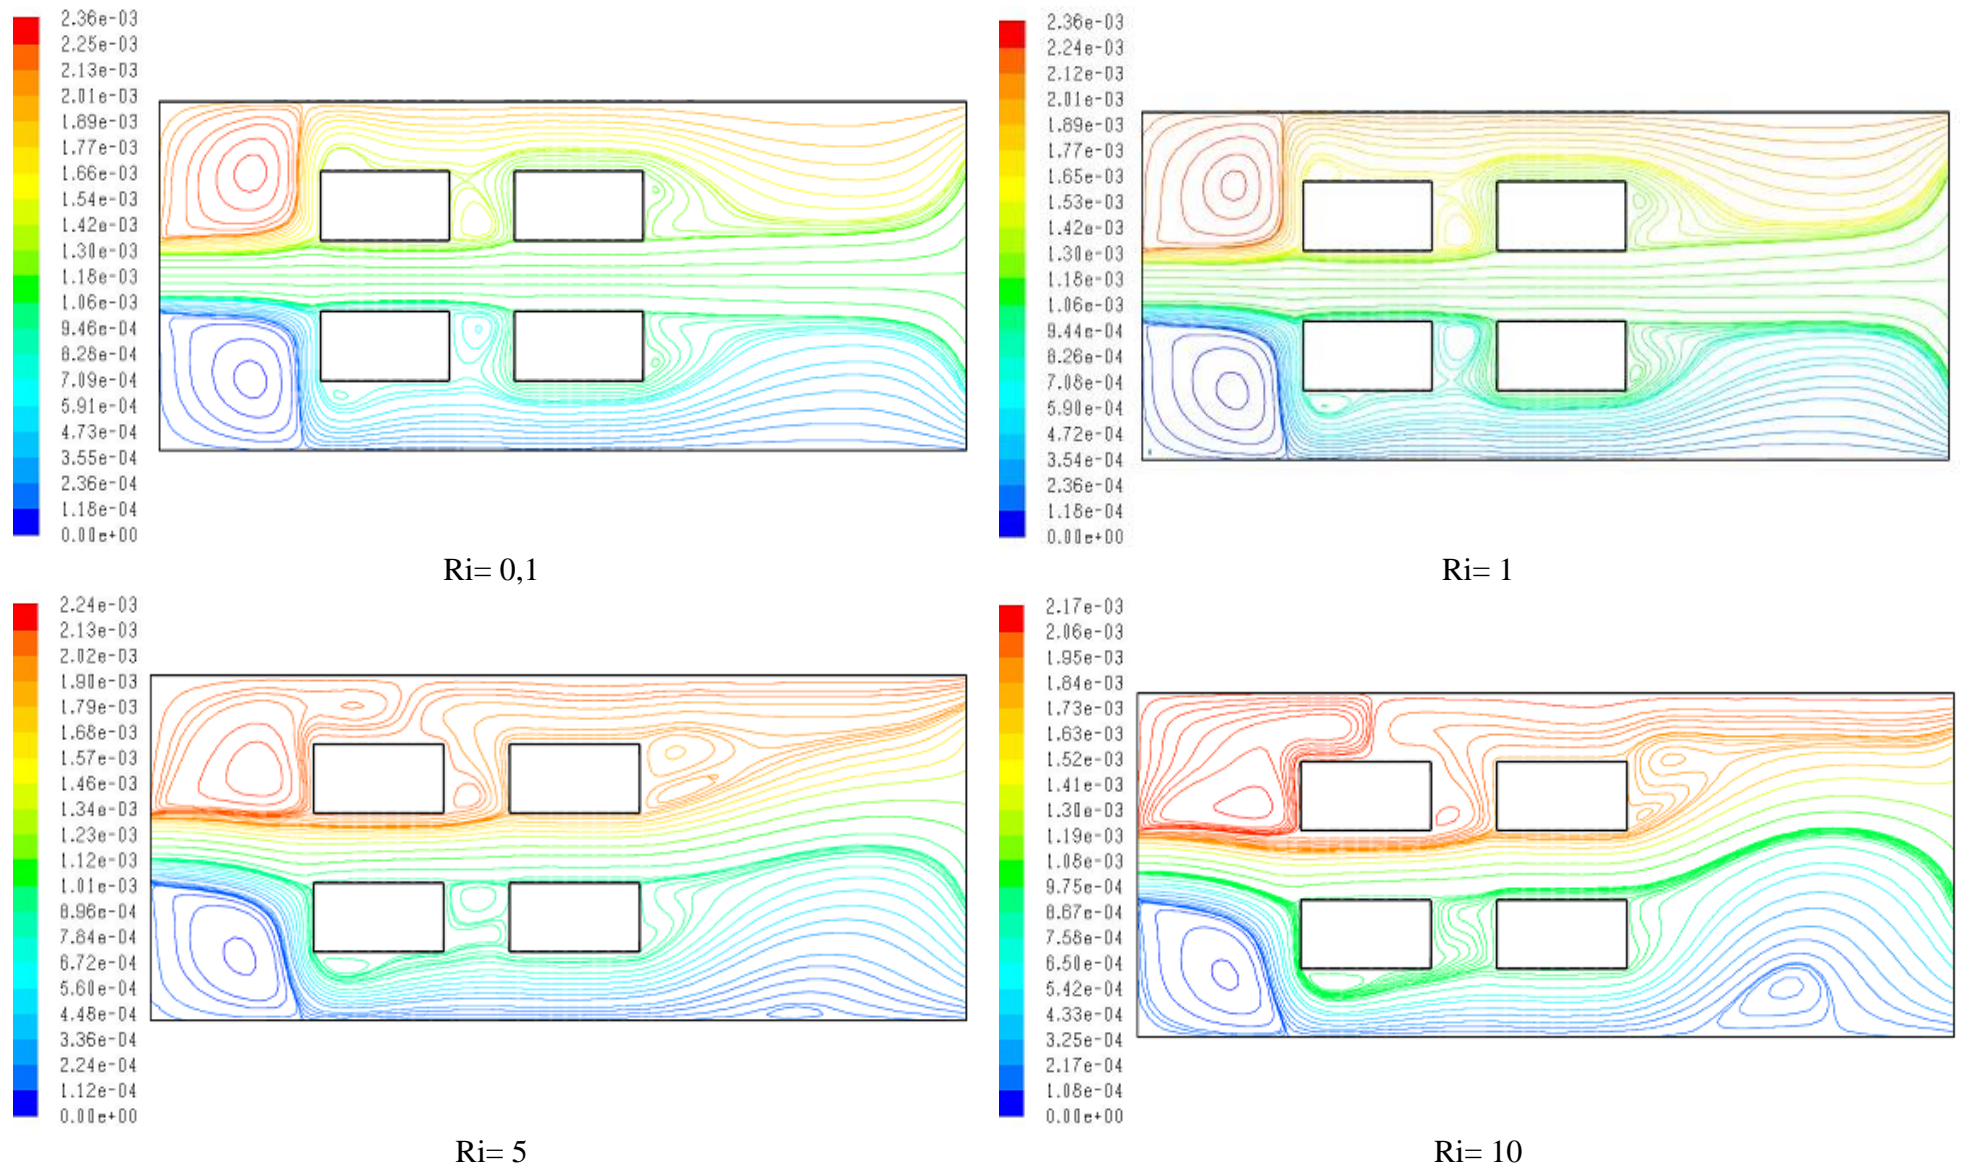 2.36e-03
2.25e-03
2.13e-03
2.01e-03
1.89e-03
1.77e-03
1.66e-03
1.54e-03
1.42e-03
1.30e-03
1.18e-03
1.06e-03
9.46e-04
8.28e-04
7.09e-04
5.91e-04
4.73e-04
3.55e-04
2.36e-04
1.18e-04
0.00e+00
Ri= 0,1
2.36e-03
2.24e-03
2.12e-03
2.01e-03
1.89e-03
1.77e-03
1.65e-03
1.53e-03
1.42e-03
1.30e-03
1.18e-03
1.06e-03
9.44e-04
8.26e-04
7.08e-04
5.90e-04
4.72e-04
3.54e-04
2.36e-04
1.18e-04
0.00e+00
Ri= 1
2.24e-03
2.13e-03
2.02e-03
1.90e-03
1.79e-03
1.68e-03
1.57e-03
1.46e-03
1.34e-03
1.23e-03
1.12e-03
1.01e-03
8.96e-04
7.84e-04
6.72e-04
5.60e-04
4.48e-04
3.36e-04
2.24e-04
1.12e-04
0.00e+00
Ri= 5
2.17e-03
2.06e-03
1.95e-03
1.84e-03
1.73e-03
1.63e-03
1.52e-03
1.41e-03
1.30e-03
1.19e-03
1.08e-03
9.75e-04
8.67e-04
7.58e-04
6.50e-04
5.42e-04
4.33e-04
3.25e-04
2.17e-04
1.08e-04
0.00e+00
Ri= 10